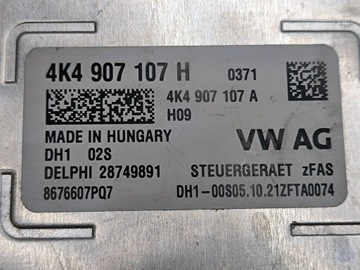 4K4 907 107 H 0371
4K4 907 107 A
H09
MADE IN HUNGARY
VW AG
DH1 02S
DELPHI 28749891
STEUERGERAET zFAS
8676607PQ7
DH1-00S05.10.21ZFTA0074